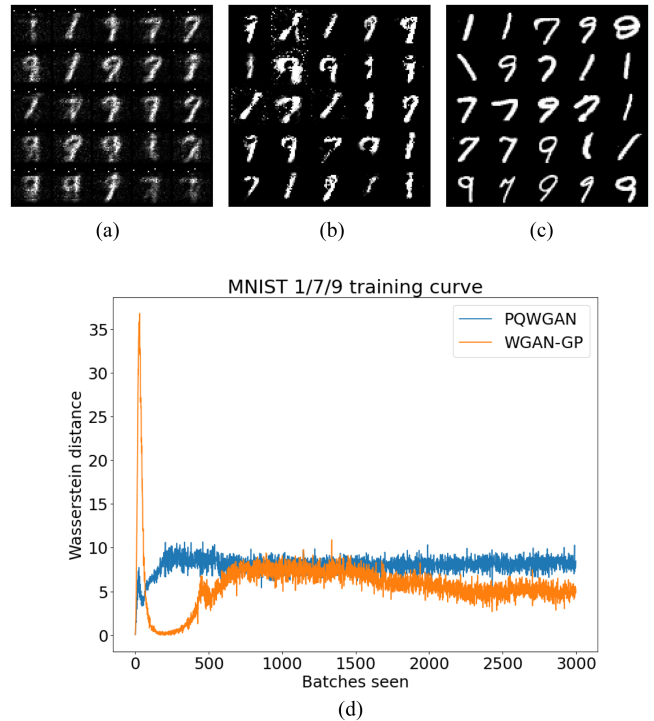 (a) (b) (c)
MNIST 1/7/9 training curve
PQWGAN
WGAN-GP
35
30
25
20
15
10
5
0
Wasserstein distance
0 500 1000 1500 2000 2500 3000
Batches seen
(d)